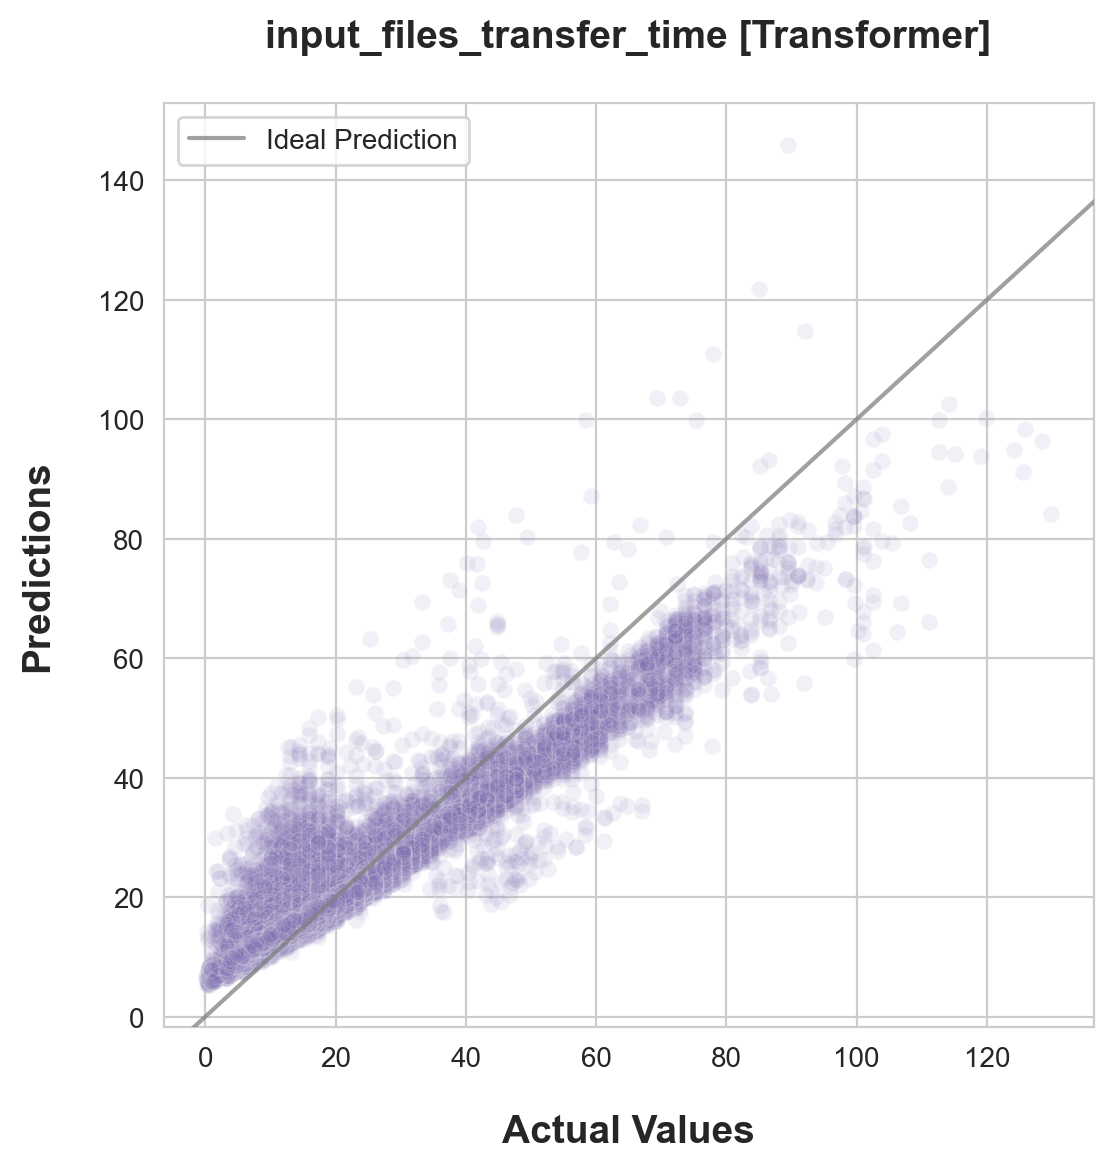 input_files_transfer_time [Transformer]
Ideal Prediction
140
120
100
80
60
40
20
0
Predictions
0 20 40 60 80 100 120
Actual Values